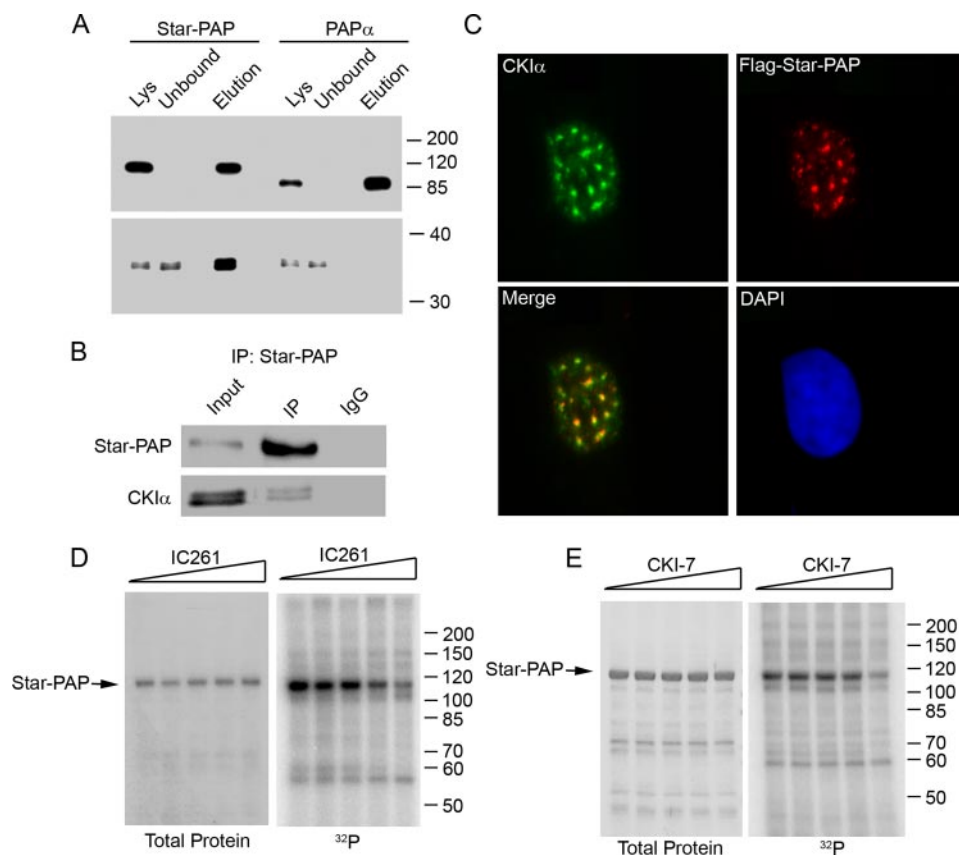 A
Star-PAP PAPα
Lys Unbound Elution Lys Unbound Elution
200
120
85
40
30
B
IP: Star-PAP
Input IP IgG
Star-PAP
CKIα
C
CKIα
Flag-Star-PAP
Merge
DAPI
D
IC261 IC261
Star-PAP
200
150
120
100
85
70
60
50
Total Protein ³²P
E
CKI-7 CKI-7
Star-PAP
200
150
120
100
85
70
60
50
Total Protein ³²P